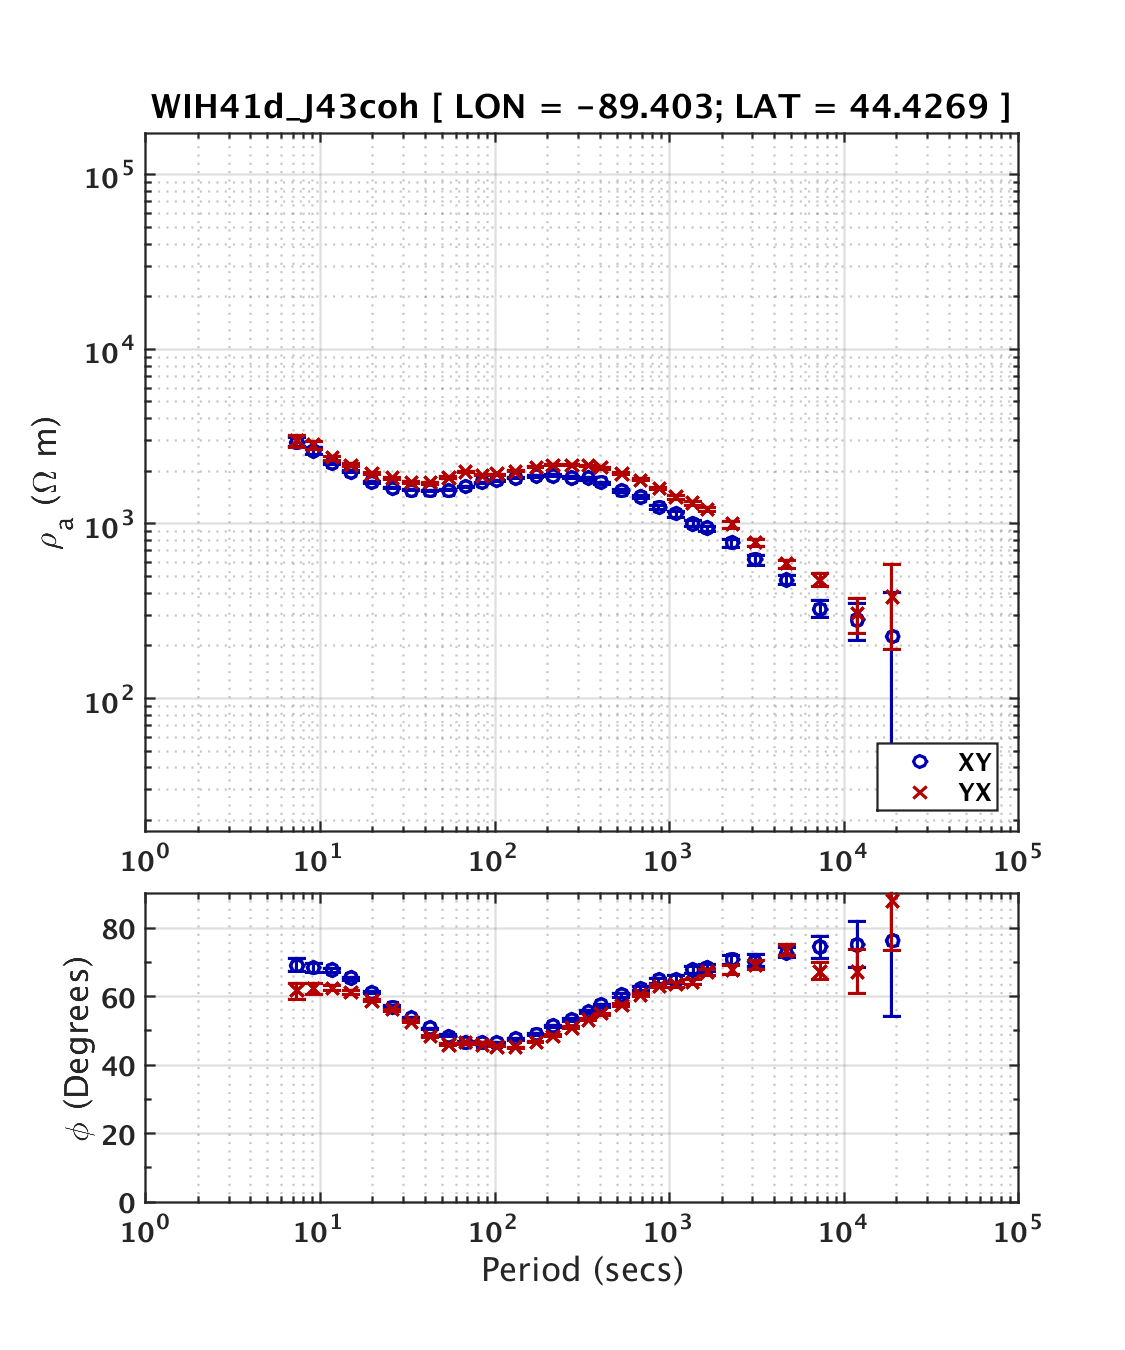 WIH41d_J43coh [ LON = -89.403; LAT = 44.4269 ]
10^5
10^4
10^3
10^2
ρ_a (Ω m)
XY
YX
10^0 10^1 10^2 10^3 10^4 10^5
80
60
40
20
0
ϕ (Degrees)
10^0 10^1 10^2 10^3 10^4 10^5
Period (secs)